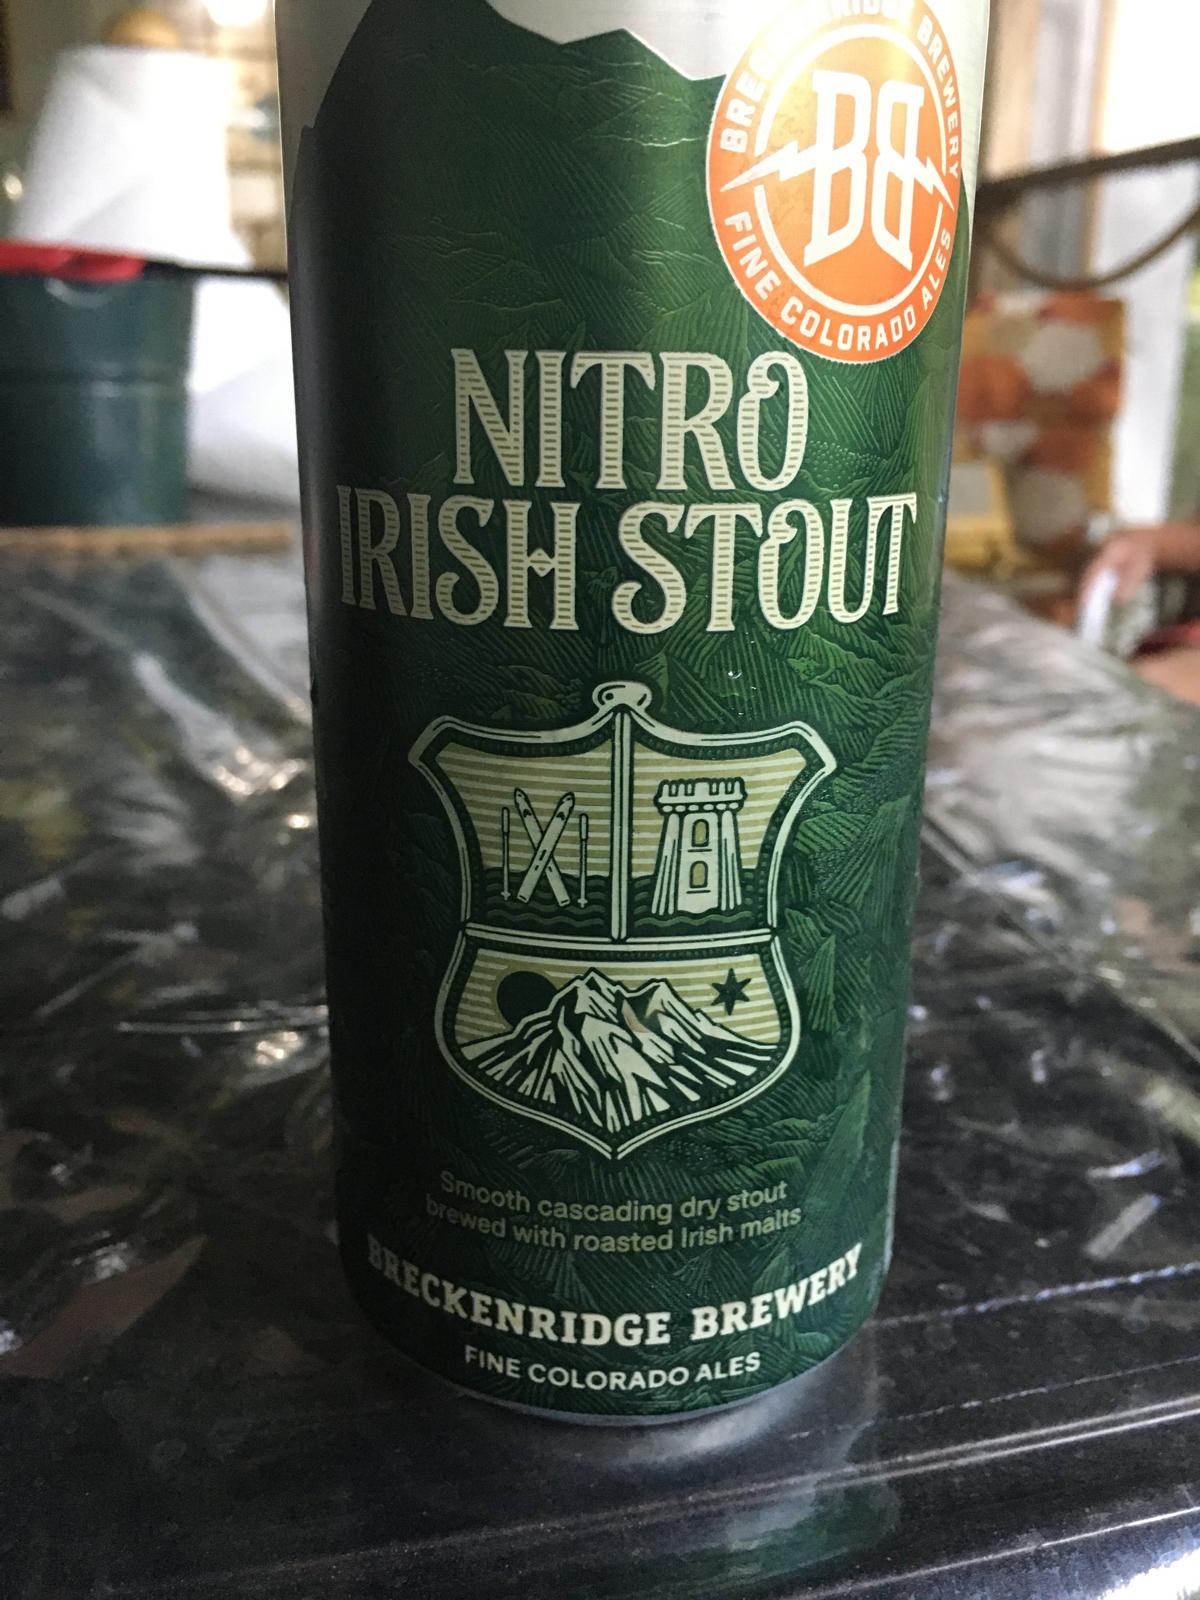 BRECKENRIDGE BREWERY
BB
FINE COLORADO ALES
NITRO
IRISH STOUT
Smooth cascading dry stout
brewed with roasted Irish malts
BRECKENRIDGE BREWERY
FINE COLORADO ALES